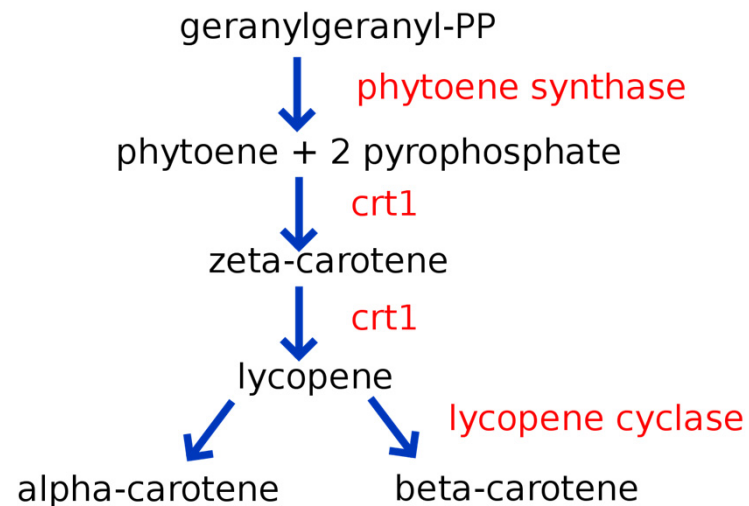 geranylgeranyl-PP
phytoene synthase
phytoene + 2 pyrophosphate
crt1
zeta-carotene
crt1
lycopene
lycopene cyclase
alpha-carotene
beta-carotene